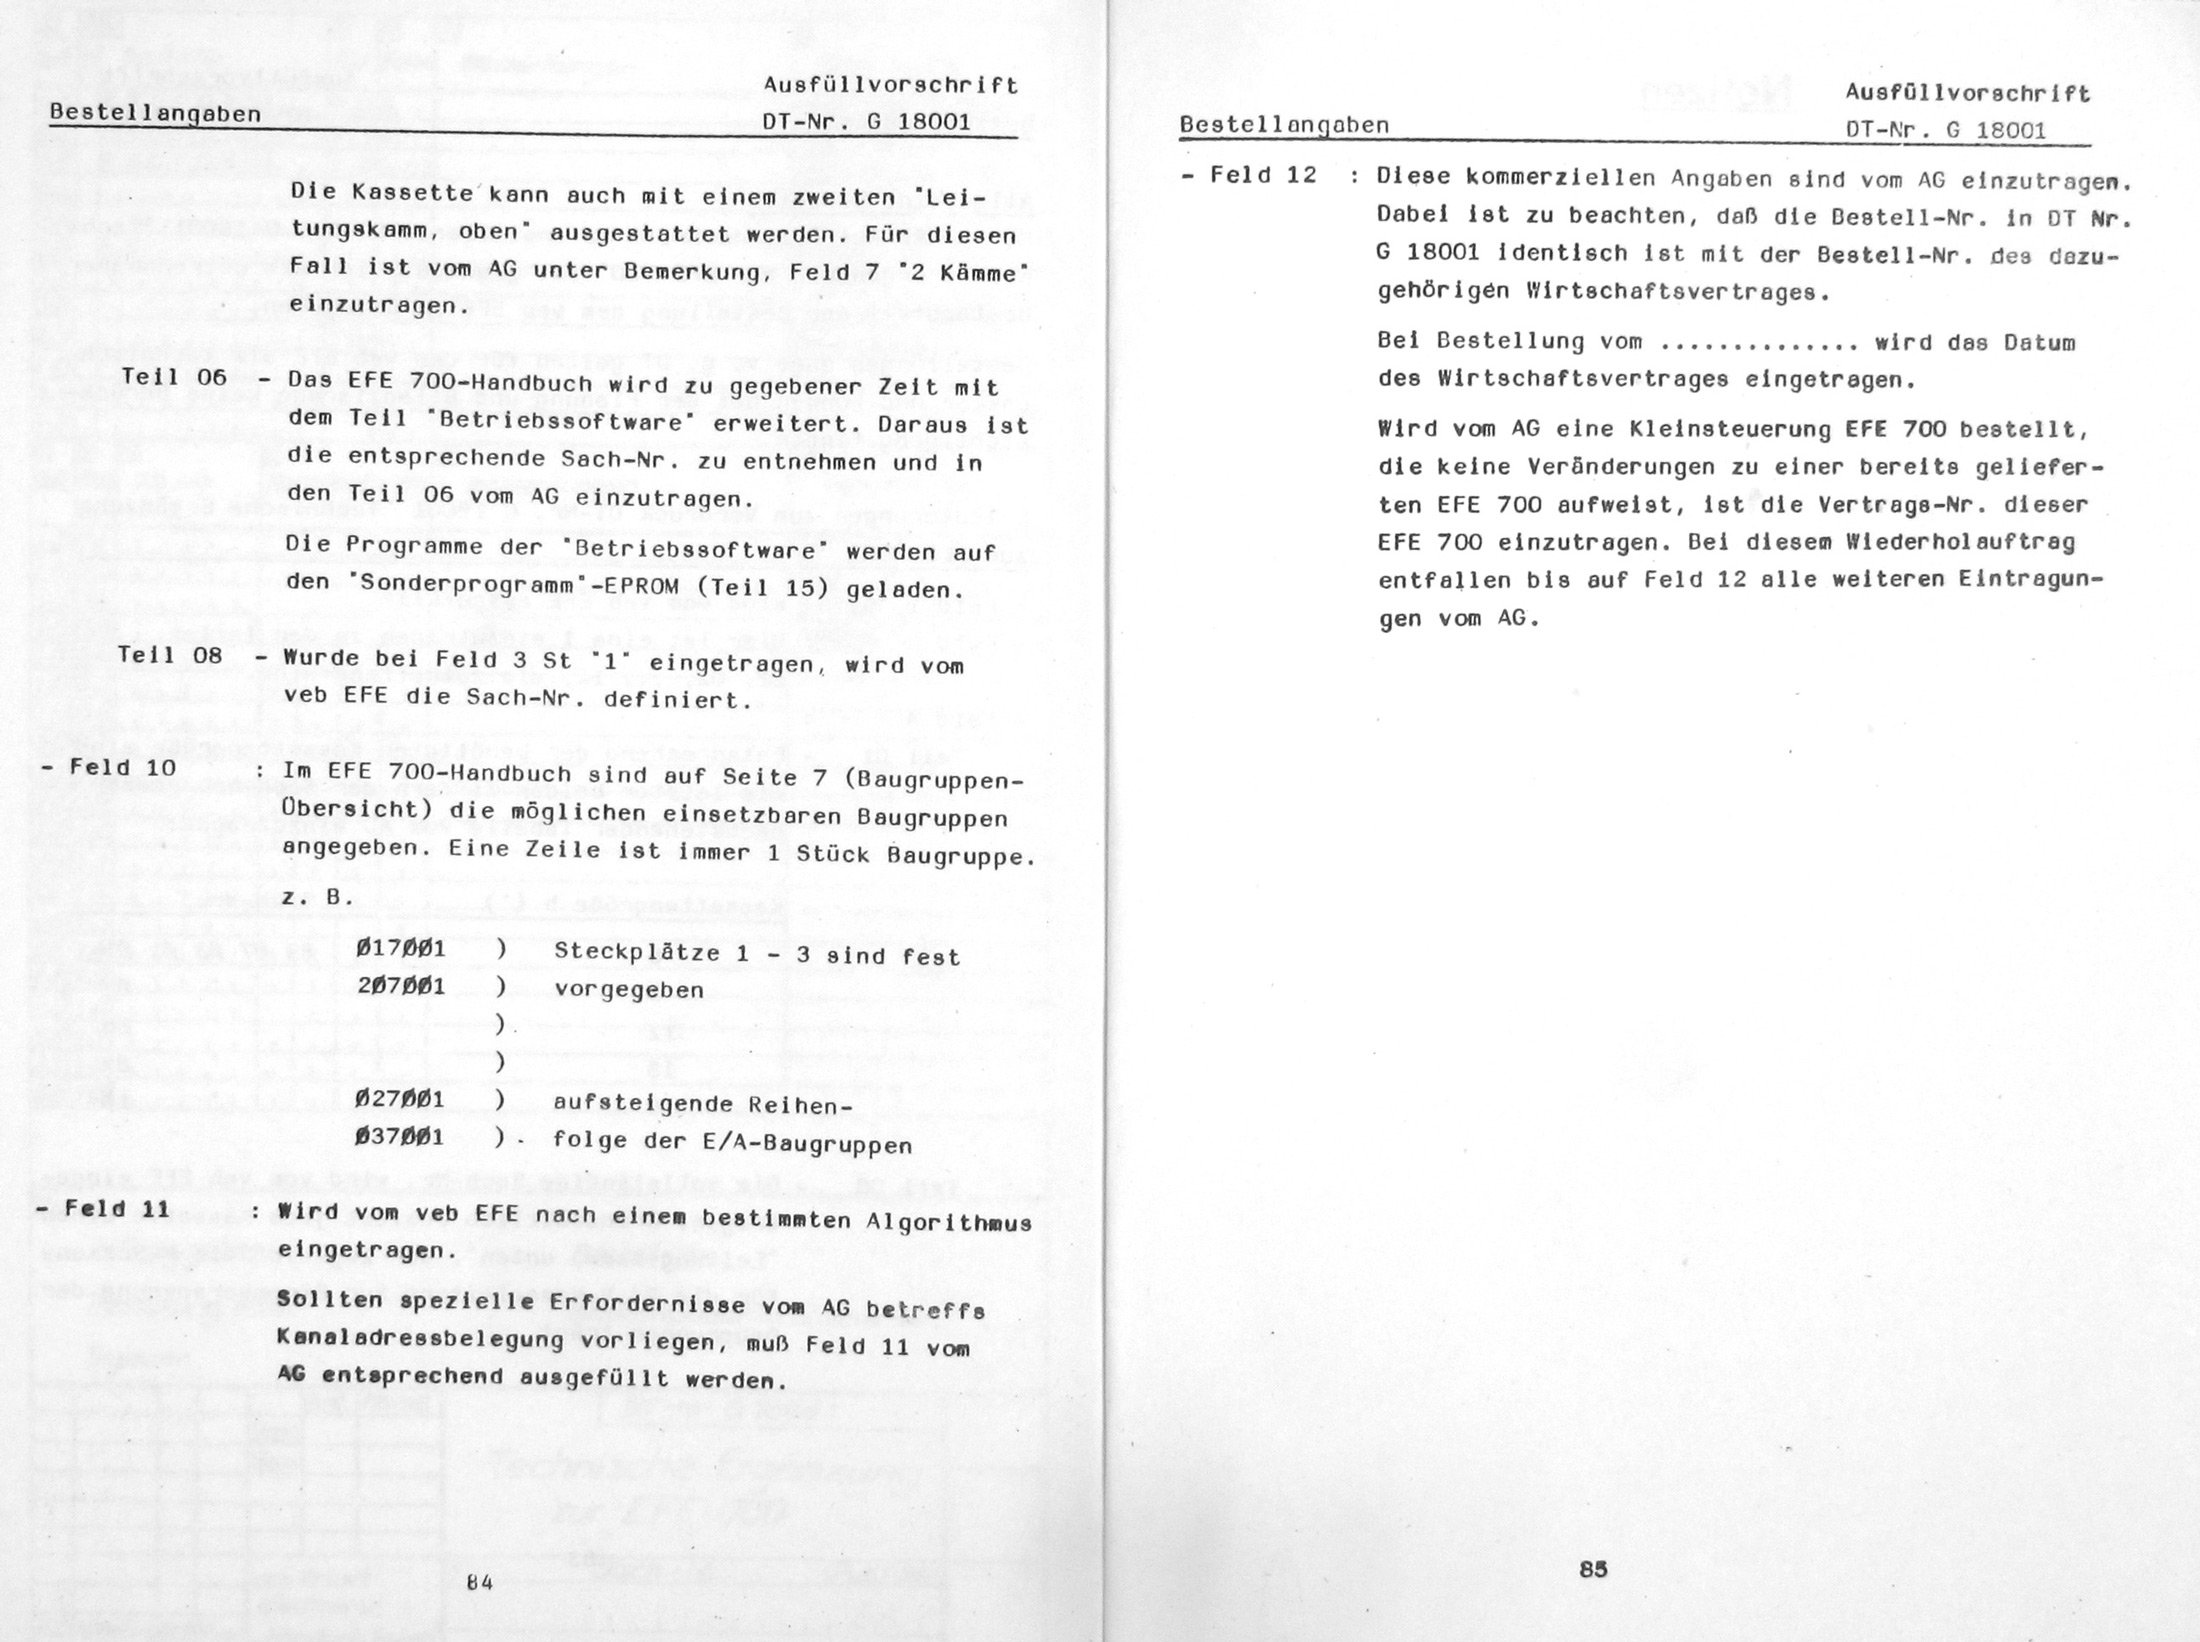 Ausfüllvorschrift
Bestellangaben DT-Nr. G 18001
Die Kassette kann auch mit einem zweiten "Lei-
tungskamm, oben" ausgestattet werden. Für diesen
Fall ist vom AG unter Bemerkung, Feld 7 "2 Kämme"
einzutragen.
Teil 06 - Das EFE 700-Handbuch wird zu gegebener Zeit mit
dem Teil "Betriebssoftware" erweitert. Daraus ist
die entsprechende Sach-Nr. zu entnehmen und in
den Teil 06 vom AG einzutragen.
Die Programme der "Betriebssoftware" werden auf
den "Sonderprogramm"-EPROM (Teil 15) geladen.
Teil 08 - Wurde bei Feld 3 St "1" eingetragen, wird vom
veb EFE die Sach-Nr. definiert.
- Feld 10 : Im EFE 700-Handbuch sind auf Seite 7 (Baugruppen-
Übersicht) die möglichen einsetzbaren Baugruppen
angegeben. Eine Zeile ist immer 1 Stück Baugruppe.
z. B.
Ø17ØØ1 ) Steckplätze 1 - 3 sind fest
2Ø7ØØ1 ) vorgegeben
)
)
Ø27ØØ1 ) aufsteigende Reihen-
Ø37ØØ1 ) folge der E/A-Baugruppen
- Feld 11 : Wird vom veb EFE nach einem bestimmten Algorithmus
eingetragen.
Sollten spezielle Erfordernisse vom AG betreffs
Kanaladressbelegung vorliegen, muß Feld 11 vom
AG entsprechend ausgefüllt werden.
84
Ausfüllvorschrift
Bestellangaben DT-Nr. G 18001
- Feld 12 : Diese kommerziellen Angaben sind vom AG einzutragen.
Dabei ist zu beachten, daß die Bestell-Nr. in DT Nr.
G 18001 identisch ist mit der Bestell-Nr. des dazu-
gehörigen Wirtschaftsvertrages.
Bei Bestellung vom .............. wird das Datum
des Wirtschaftsvertrages eingetragen.
Wird vom AG eine Kleinsteuerung EFE 700 bestellt,
die keine Veränderungen zu einer bereits geliefer-
ten EFE 700 aufweist, ist die Vertrags-Nr. dieser
EFE 700 einzutragen. Bei diesem Wiederholauftrag
entfallen bis auf Feld 12 alle weiteren Eintragun-
gen vom AG.
85